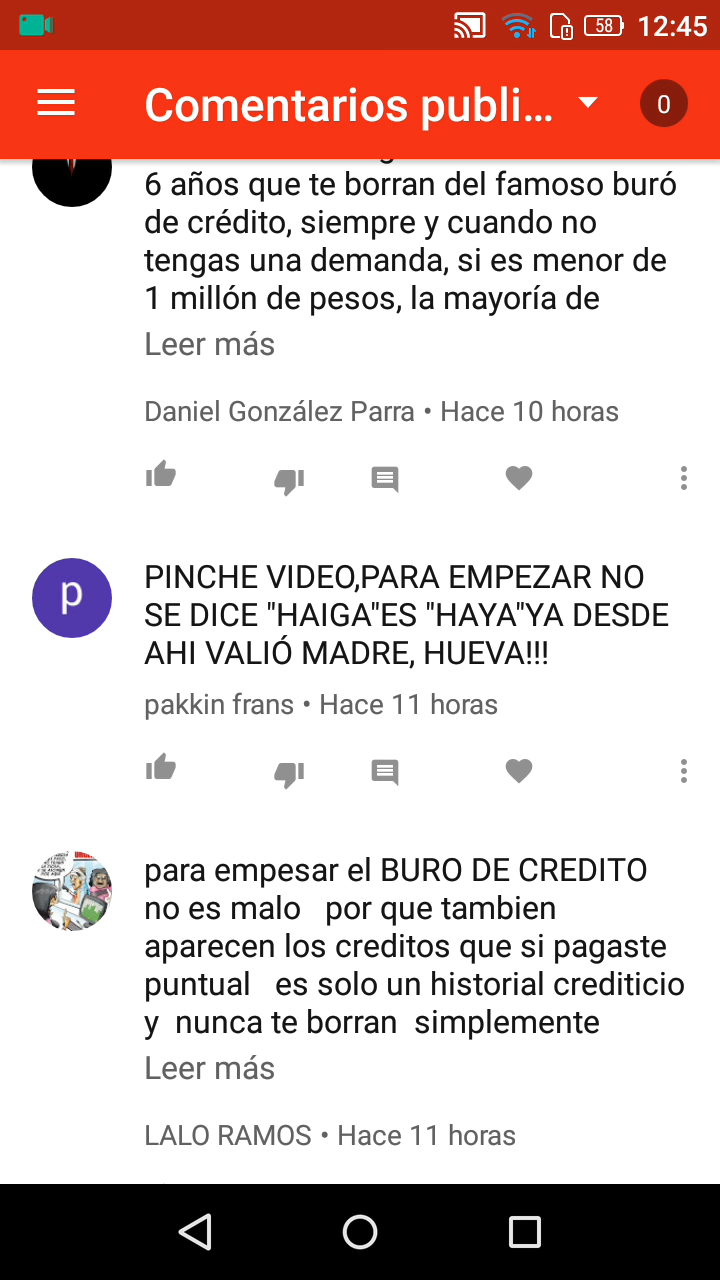 58 12:45
Comentarios publi... 0
6 años que te borran del famoso buró
de crédito, siempre y cuando no
tengas una demanda, si es menor de
1 millón de pesos, la mayoría de
Leer más
Daniel González Parra • Hace 10 horas
p
PINCHE VIDEO,PARA EMPEZAR NO
SE DICE "HAIGA"ES "HAYA"YA DESDE
AHI VALIÓ MADRE, HUEVA!!!
pakkin frans • Hace 11 horas
para empesar el BURO DE CREDITO
no es malo   por que tambien
aparecen los creditos que si pagaste
puntual   es solo un historial crediticio
y  nunca te borran  simplemente
Leer más
LALO RAMOS • Hace 11 horas